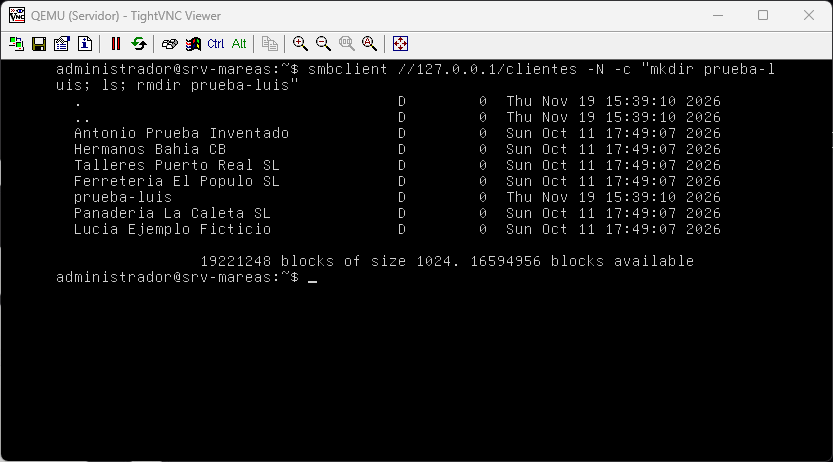 QEMU (Servidor) - TightVNC Viewer
Ctrl Alt
administrador@srv-mareas:~$ smbclient //127.0.0.1/clientes -N -c "mkdir prueba-l
uis; ls; rmdir prueba-luis"
. D 0 Thu Nov 19 15:39:10 2026
.. D 0 Thu Nov 19 15:39:10 2026
Antonio Prueba Inventado D 0 Sun Oct 11 17:49:07 2026
Hermanos Bahia CB D 0 Sun Oct 11 17:49:07 2026
Talleres Puerto Real SL D 0 Sun Oct 11 17:49:07 2026
Ferreteria El Populo SL D 0 Sun Oct 11 17:49:07 2026
prueba-luis D 0 Thu Nov 19 15:39:10 2026
Panaderia La Caleta SL D 0 Sun Oct 11 17:49:07 2026
Lucia Ejemplo Ficticio D 0 Sun Oct 11 17:49:07 2026
19221248 blocks of size 1024. 16594956 blocks available
administrador@srv-mareas:~$ _